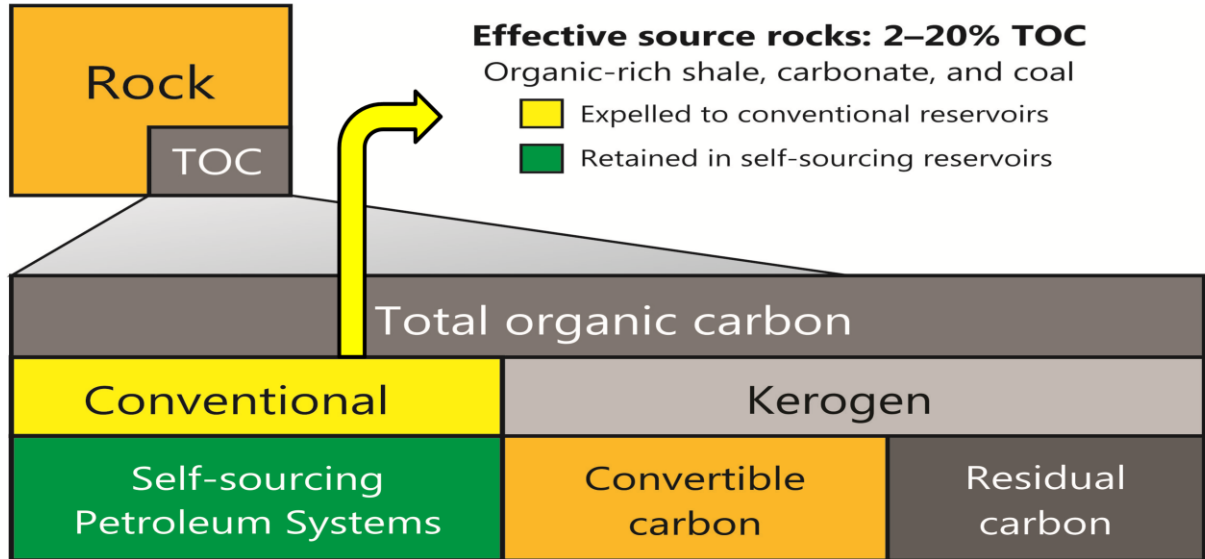 Rock
TOC
Effective source rocks: 2–20% TOC
Organic-rich shale, carbonate, and coal
Expelled to conventional reservoirs
Retained in self-sourcing reservoirs
Total organic carbon
Conventional
Kerogen
Self-sourcing
Petroleum Systems
Convertible
carbon
Residual
carbon